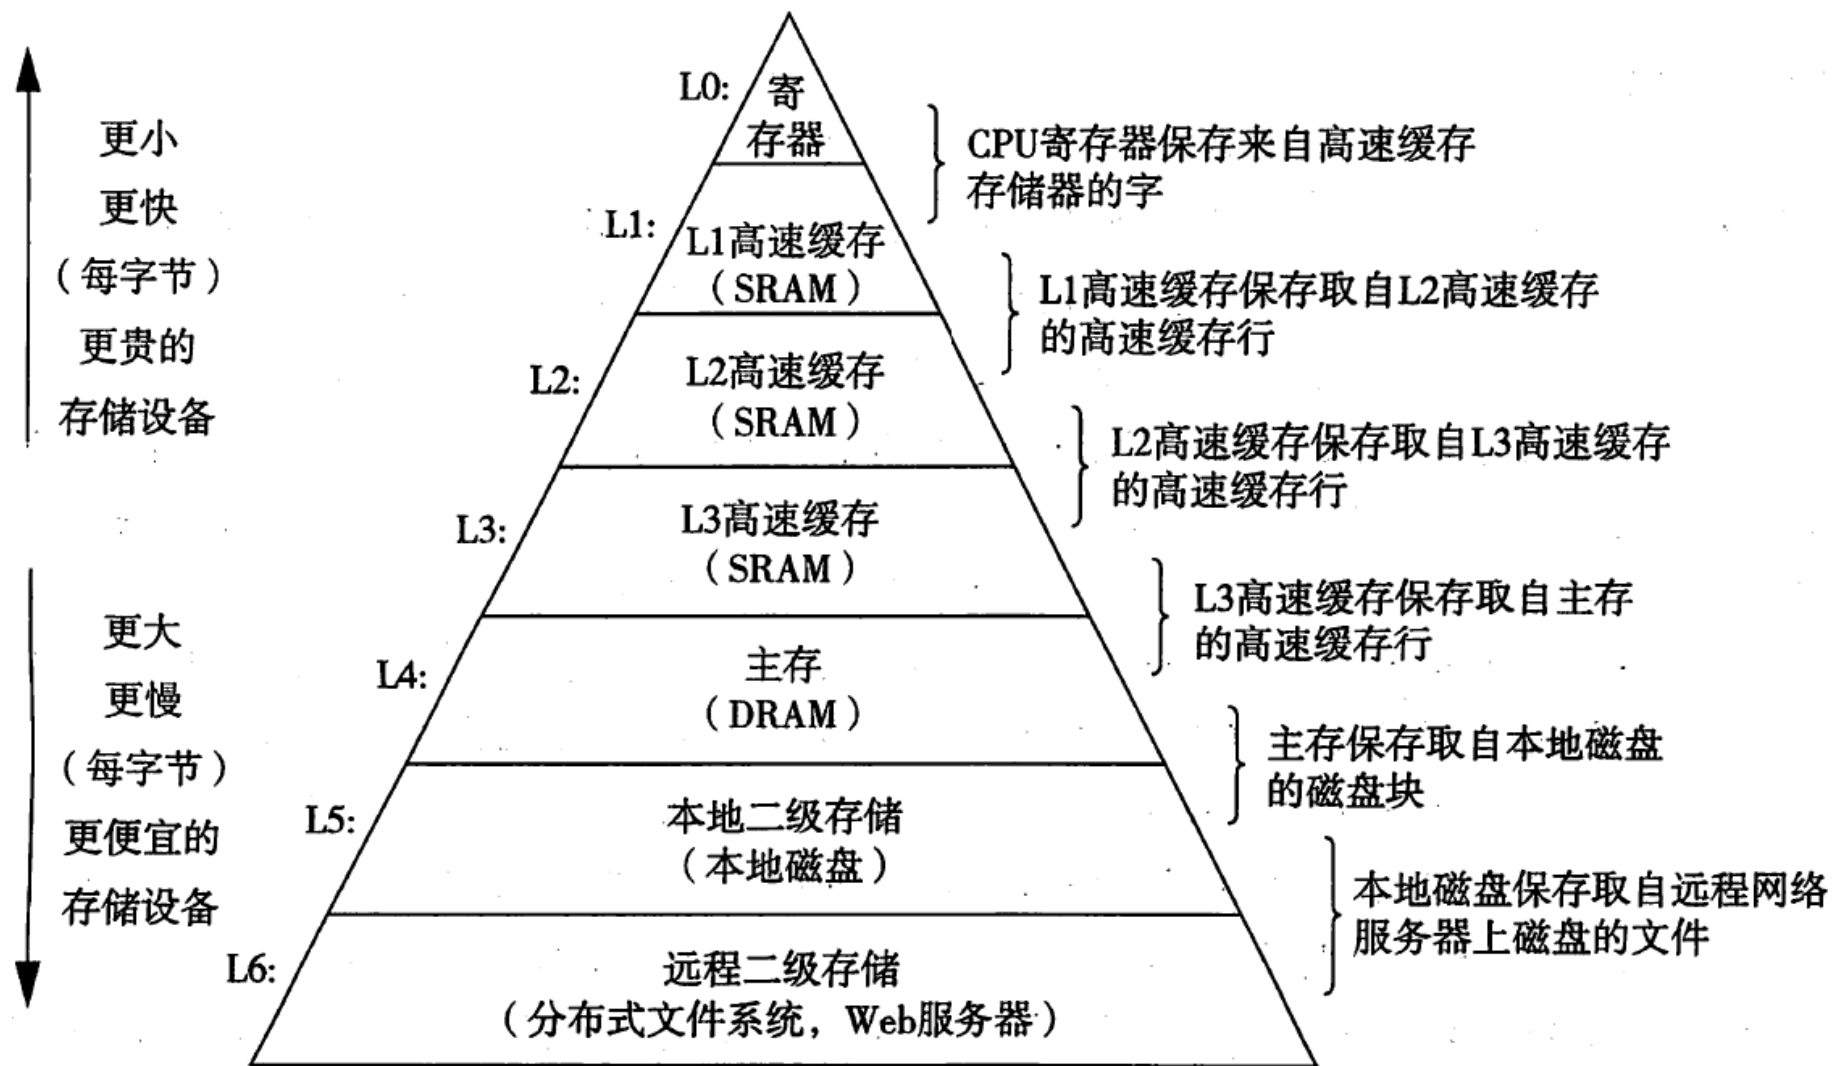 更小
更快
(每字节)
更贵的
存储设备
更大
更慢
(每字节)
更便宜的
存储设备
L0:
寄
存器
L1:
L1高速缓存
(SRAM)
L2:
L2高速缓存
(SRAM)
L3:
L3高速缓存
(SRAM)
L4:
主存
(DRAM)
L5:
本地二级存储
(本地磁盘)
L6:
远程二级存储
(分布式文件系统,Web服务器)
CPU寄存器保存来自高速缓存
存储器的字
L1高速缓存保存取自L2高速缓存
的高速缓存行
L2高速缓存保存取自L3高速缓存
的高速缓存行
L3高速缓存保存取自主存
的高速缓存行
主存保存取自本地磁盘
的磁盘块
本地磁盘保存取自远程网络
服务器上磁盘的文件